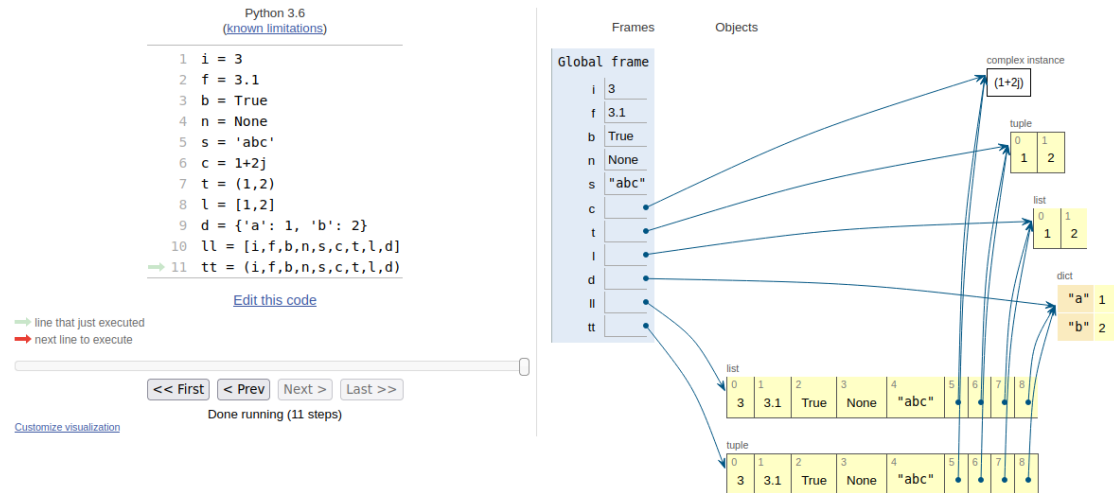 Python 3.6
(known limitations)
1 i = 3
2 f = 3.1
3 b = True
4 n = None
5 s = 'abc'
6 c = 1+2j
7 t = (1,2)
8 l = [1,2]
9 d = {'a': 1, 'b': 2}
10 ll = [i,f,b,n,s,c,t,l,d]
11 tt = (i,f,b,n,s,c,t,l,d)
Edit this code
line that just executed
next line to execute
<< First < Prev Next > Last >>
Done running (11 steps)
Customize visualization
Frames Objects
Global frame
i 3
f 3.1
b True
n None
s "abc"
c
t
l
d
ll
tt
complex instance
(1+2j)
tuple
0 1
1 2
list
0 1
1 2
dict
"a" 1
"b" 2
list
0 1 2 3 4 5 6 7 8
3 3.1 True None "abc"
tuple
0 1 2 3 4 5 6 7 8
3 3.1 True None "abc"